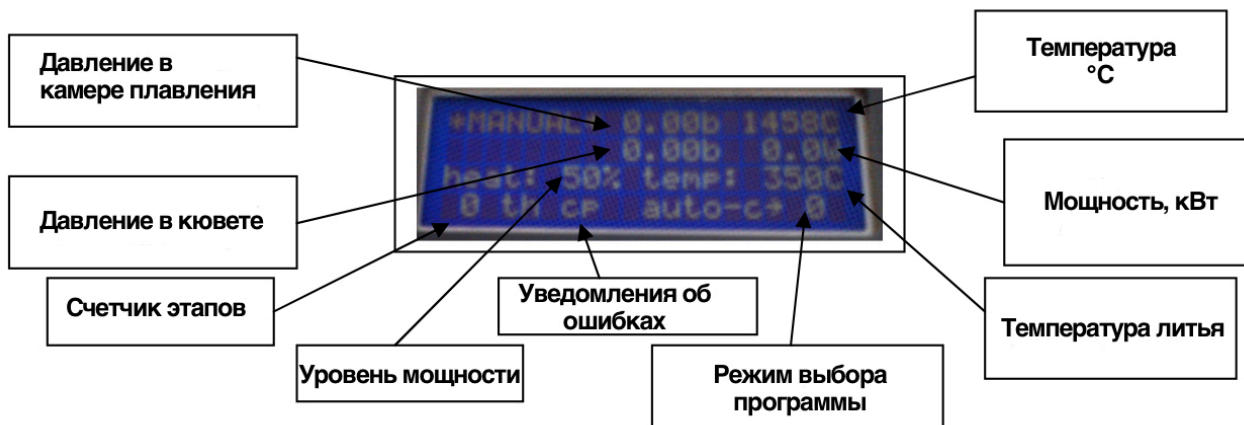 Давление в
камере плавления
Температура
°C
*MANUAL 0.00b 1458C
0.00b 0.0W
heat: 50% temp: 350C
0 th cp auto-c→ 0
Давление в кювете
Мощность, кВт
Счетчик этапов
Уведомления об
ошибках
Температура литья
Уровень мощности
Режим выбора
программы